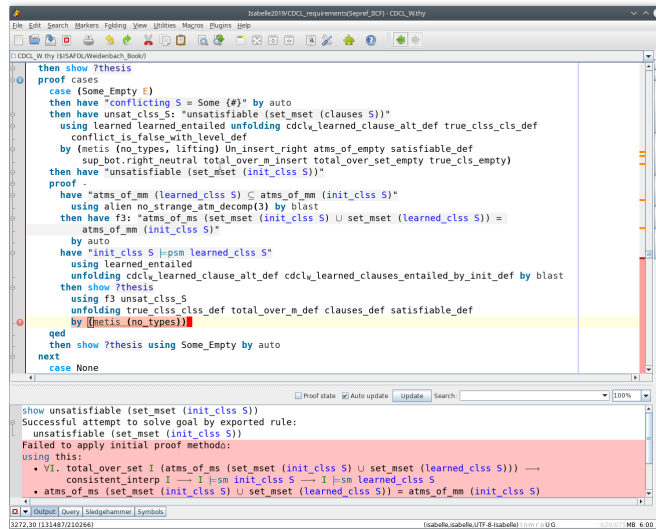 Isabelle2019/CDCL_requirements(Sepref_IICF) - CDCL_W.thy
File Edit Search Markers Folding View Utilities Macros Plugins Help
CDCL_W.thy ($ISAFOL/Weidenbach_Book/)
then show ?thesis
proof cases
case (Some_Empty E)
then have "conflicting S = Some {#}" by auto
then have unsat_clss_S: "unsatisfiable (set_mset (clauses S))"
using learned learned_entailed unfolding cdclW_learned_clause_alt_def true_clss_cls_def
conflict_is_false_with_level_def
by (metis (no_types, lifting) Un_insert_right atms_of_empty satisfiable_def
sup_bot.right_neutral total_over_m_insert total_over_set_empty true_cls_empty)
then have "unsatisfiable (set_mset (init_clss S))"
proof -
have "atms_of_mm (learned_clss S) ⊆ atms_of_mm (init_clss S)"
using alien no_strange_atm_decomp(3) by blast
then have f3: "atms_of_ms (set_mset (init_clss S) ∪ set_mset (learned_clss S)) =
atms_of_mm (init_clss S)"
by auto
have "init_clss S ⊨psm learned_clss S"
using learned_entailed
unfolding cdclW_learned_clause_alt_def cdclW_learned_clauses_entailed_by_init_def by blast
then show ?thesis
using f3 unsat_clss_S
unfolding true_clss_clss_def total_over_m_def clauses_def satisfiable_def
by (metis (no_types))
qed
then show ?thesis using Some_Empty by auto
next
case None
Proof state Auto update Update Search: 100%
show unsatisfiable (set_mset (init_clss S))
Successful attempt to solve goal by exported rule:
unsatisfiable (set_mset (init_clss S))
Failed to apply initial proof method⌂:
using this:
• ∀I. total_over_set I (atms_of_ms (set_mset (init_clss S) ∪ set_mset (learned_clss S))) ⟶
consistent_interp I ⟶ I ⊨sm init_clss S ⟶ I ⊨sm learned_clss S
• atms_of_ms (set_mset (init_clss S) ∪ set_mset (learned_clss S)) = atms_of_mm (init_clss S)
Output Query Sledgehammer Symbols
3272,30 (131487/210266) (isabelle,isabelle,UTF-8-Isabelle) n m r o U G MB 6:00